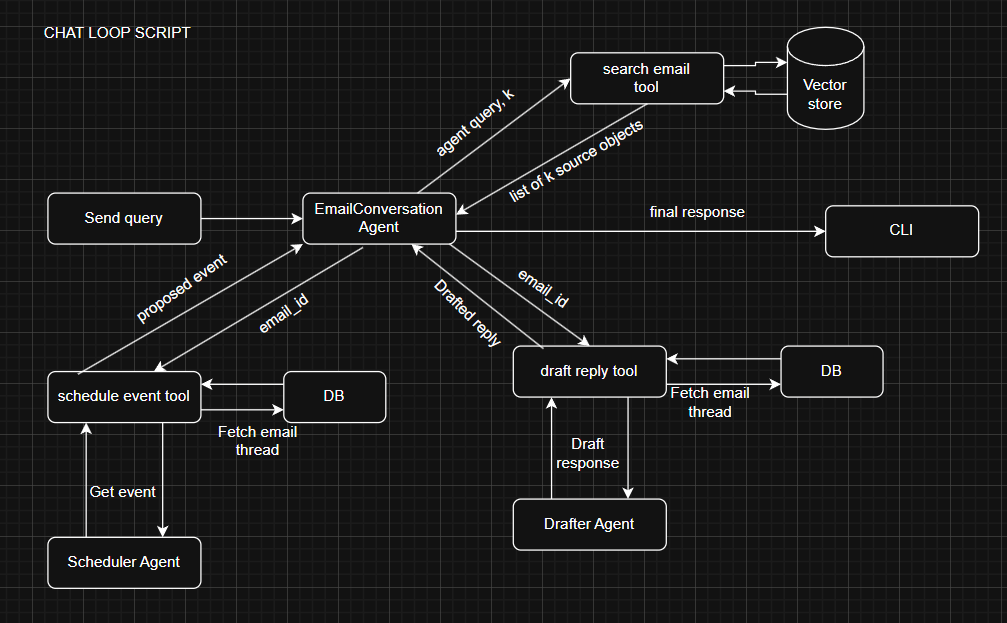 CHAT LOOP SCRIPT
search email
tool
Vector
store
agent query, k
list of k source objects
Send query
EmailConversation
Agent
final response
CLI
proposed event
email_id
email_id
Drafted reply
schedule event tool
DB
Fetch email
thread
draft reply tool
DB
Fetch email
thread
Get event
Draft
response
Scheduler Agent
Drafter Agent